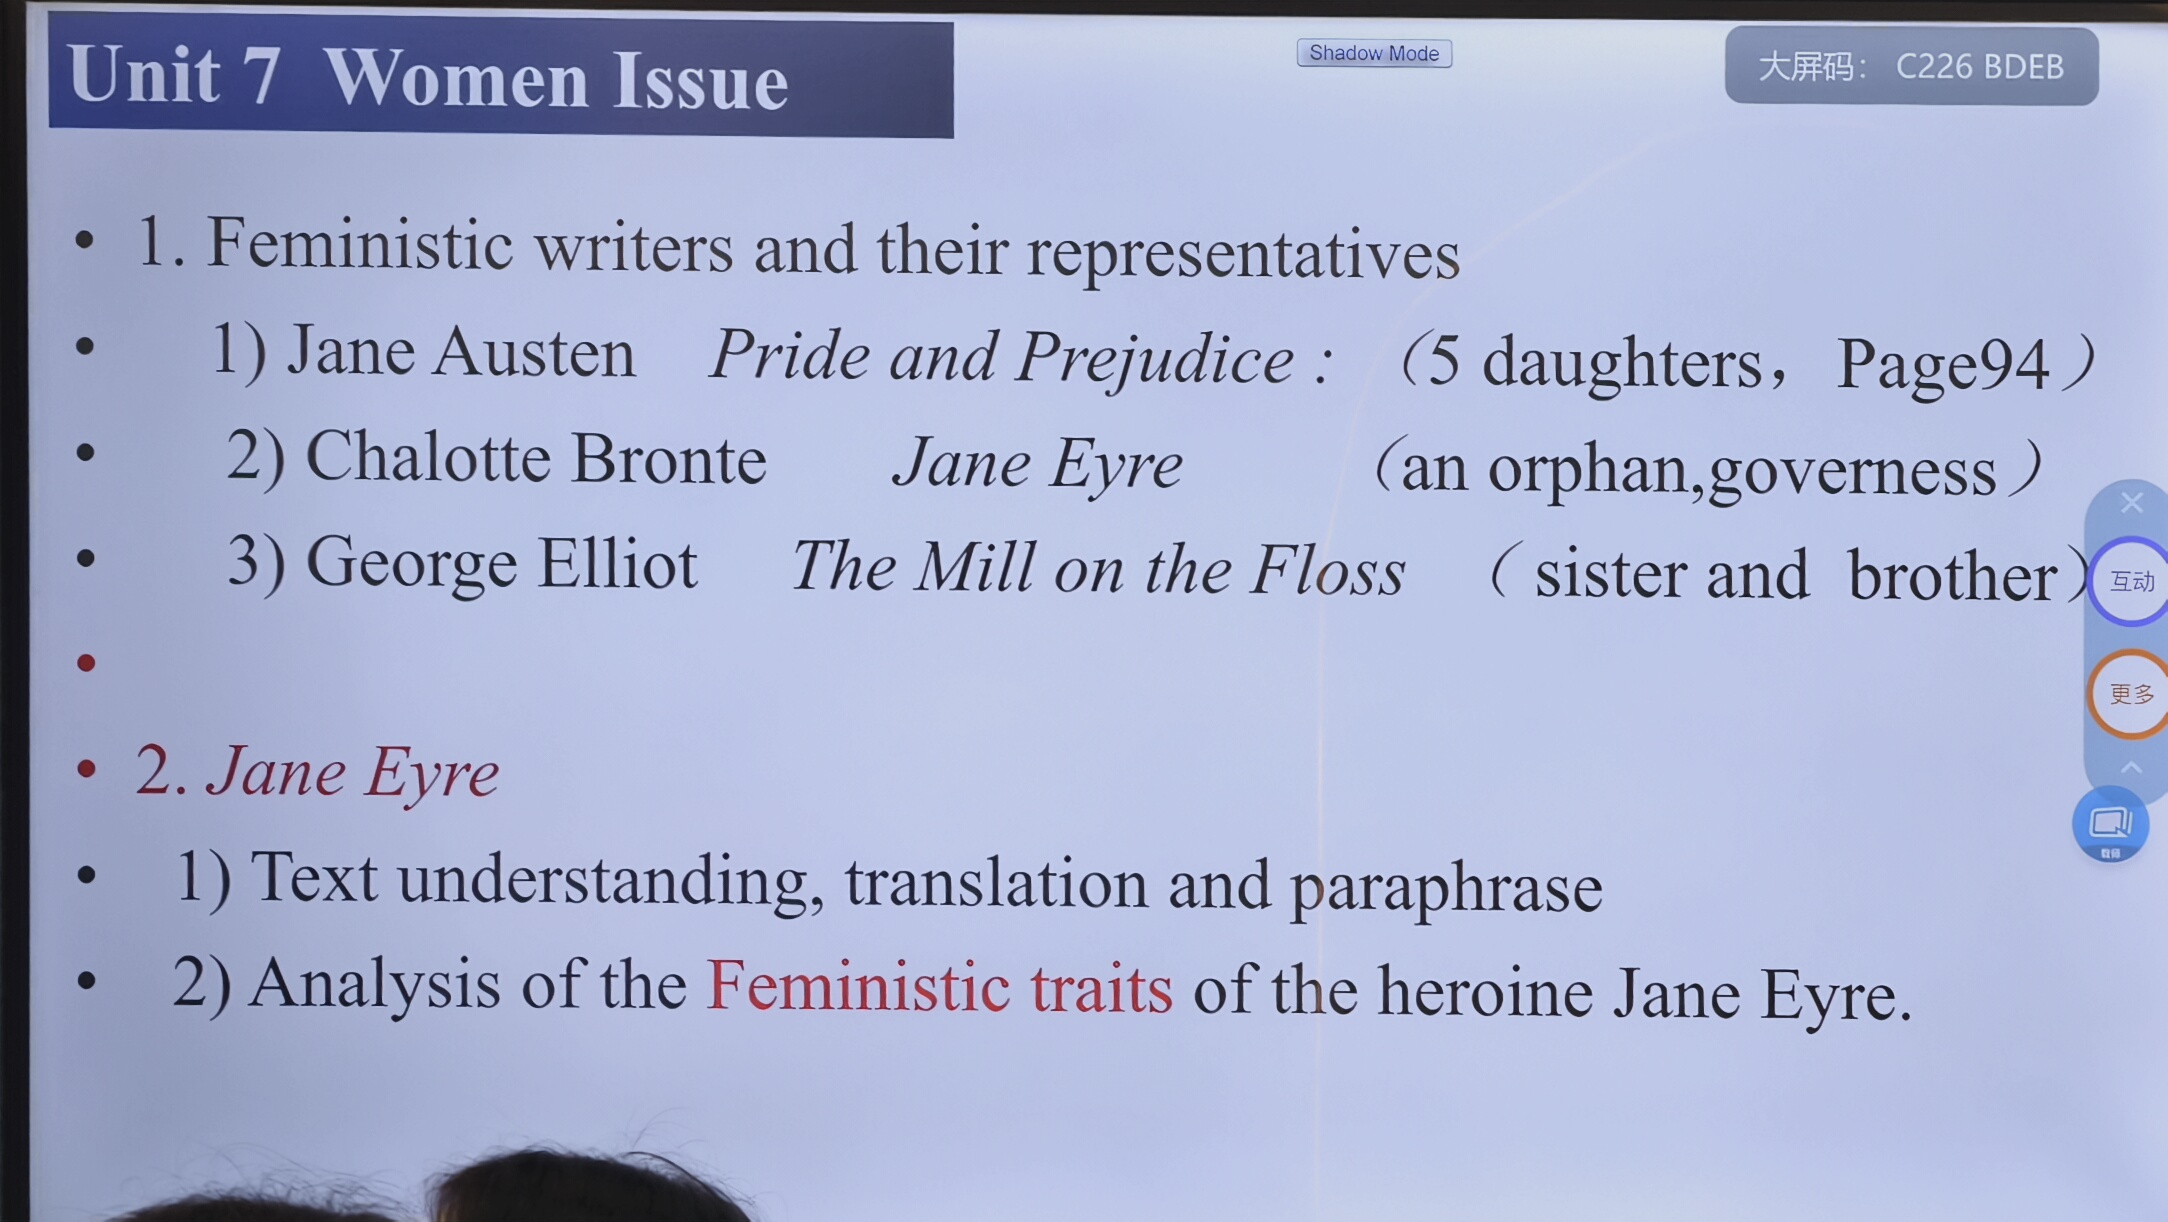 Unit 7 Women Issue
Shadow Mode
大屏码： C226 BDEB
• 1. Feministic writers and their representatives
• 1) Jane Austen Pride and Prejudice : （5 daughters， Page94）
• 2) Chalotte Bronte Jane Eyre （an orphan,governess）
• 3) George Elliot The Mill on the Floss （ sister and brother）
互动
更多
•
• 2. Jane Eyre
教师
• 1) Text understanding, translation and paraphrase
• 2) Analysis of the Feministic traits of the heroine Jane Eyre.